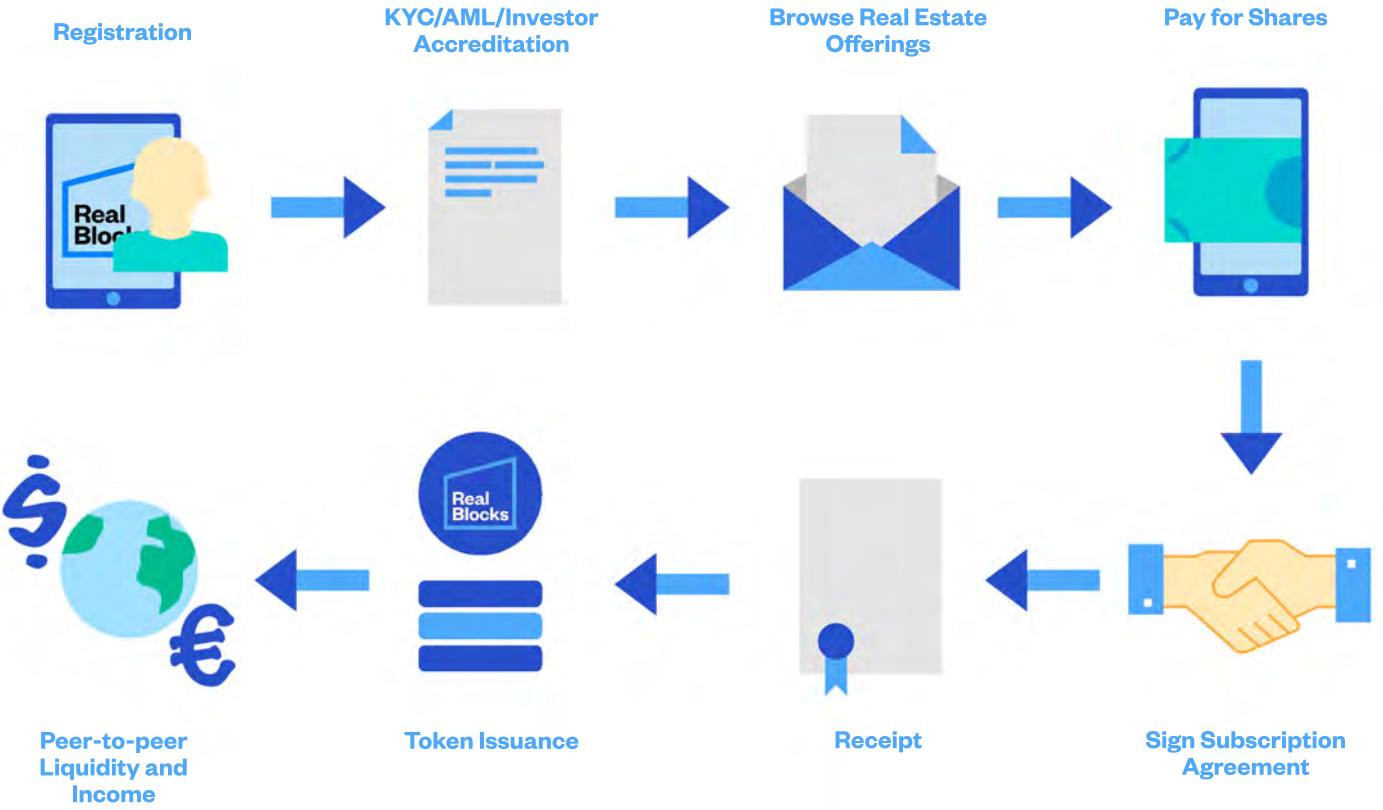 Registration
KYC/AML/Investor
Accreditation
Browse Real Estate
Offerings
Pay for Shares
Real
Bloc
$
€
Real
Blocks
Peer-to-peer
Liquidity and
Income
Token Issuance
Receipt
Sign Subscription
Agreement